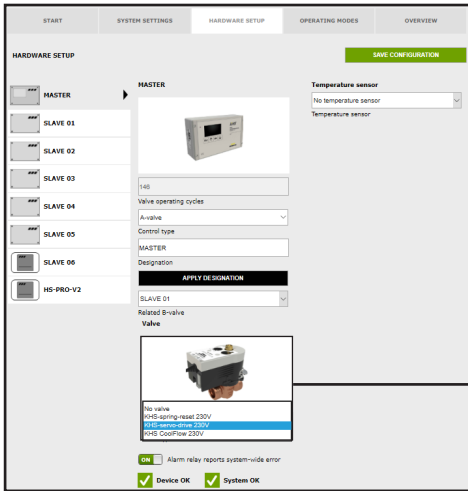 START
SYSTEM SETTINGS
HARDWARE SETUP
OPERATING MODES
OVERVIEW
HARDWARE SETUP
SAVE CONFIGURATION
MASTER
SLAVE 01
SLAVE 02
SLAVE 03
SLAVE 04
SLAVE 05
SLAVE 06
HS-PRO-V2
MASTER
146
Valve operating cycles
A-valve
Control type
MASTER
Designation
APPLY DESIGNATION
SLAVE 01
Related B-valve
Valve
No valve
KHS-spring-reset 230V
KHS-servo-drive 230V
KHS CoolFlow 230V
ON Alarm relay reports system-wide error
Device OK System OK
Temperature sensor
No temperature sensor
Temperature sensor